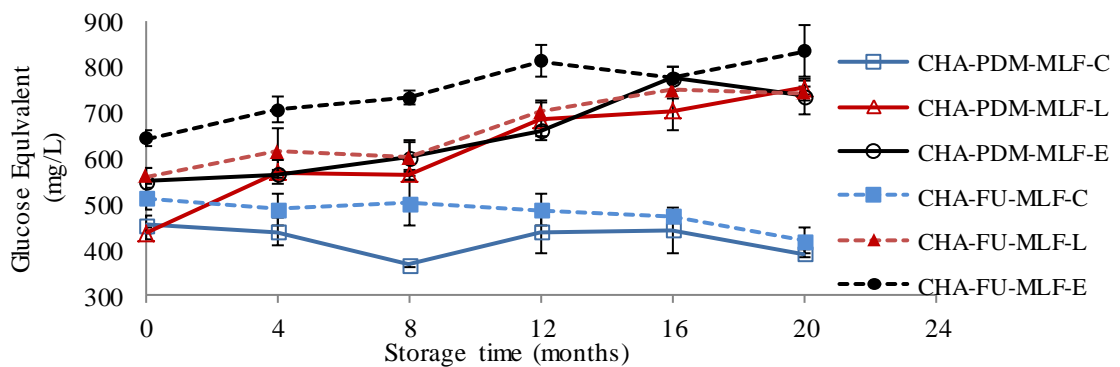 900
800
700
600
500
400
300
Glucose Equlvalent
(mg/L)
0
4
8
12
16
20
24
Storage time (months)
CHA-PDM-MLF-C
CHA-PDM-MLF-L
CHA-PDM-MLF-E
CHA-FU-MLF-C
CHA-FU-MLF-L
CHA-FU-MLF-E